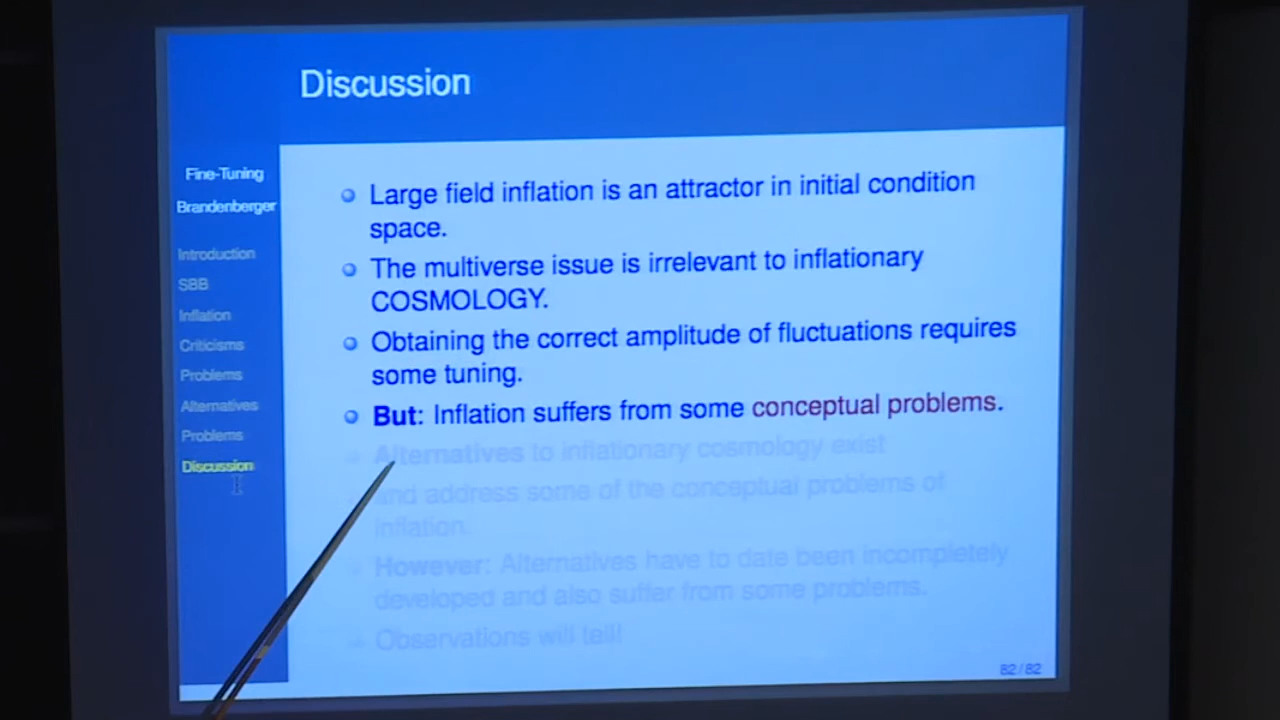 Discussion
Fine-Tuning
Brandenberger
Introduction
SBB
Inflation
Criticisms
Problems
Alternatives
Problems
Discussion
Large field inflation is an attractor in initial condition
space.
The multiverse issue is irrelevant to inflationary
COSMOLOGY.
Obtaining the correct amplitude of fluctuations requires
some tuning.
But: Inflation suffers from some conceptual problems.
Alternatives to inflationary cosmology exist
and address some of the conceptual problems of
inflation.
However: Alternatives have to date been incompletely
developed and also suffer from some problems.
Observations will tell!
82/82